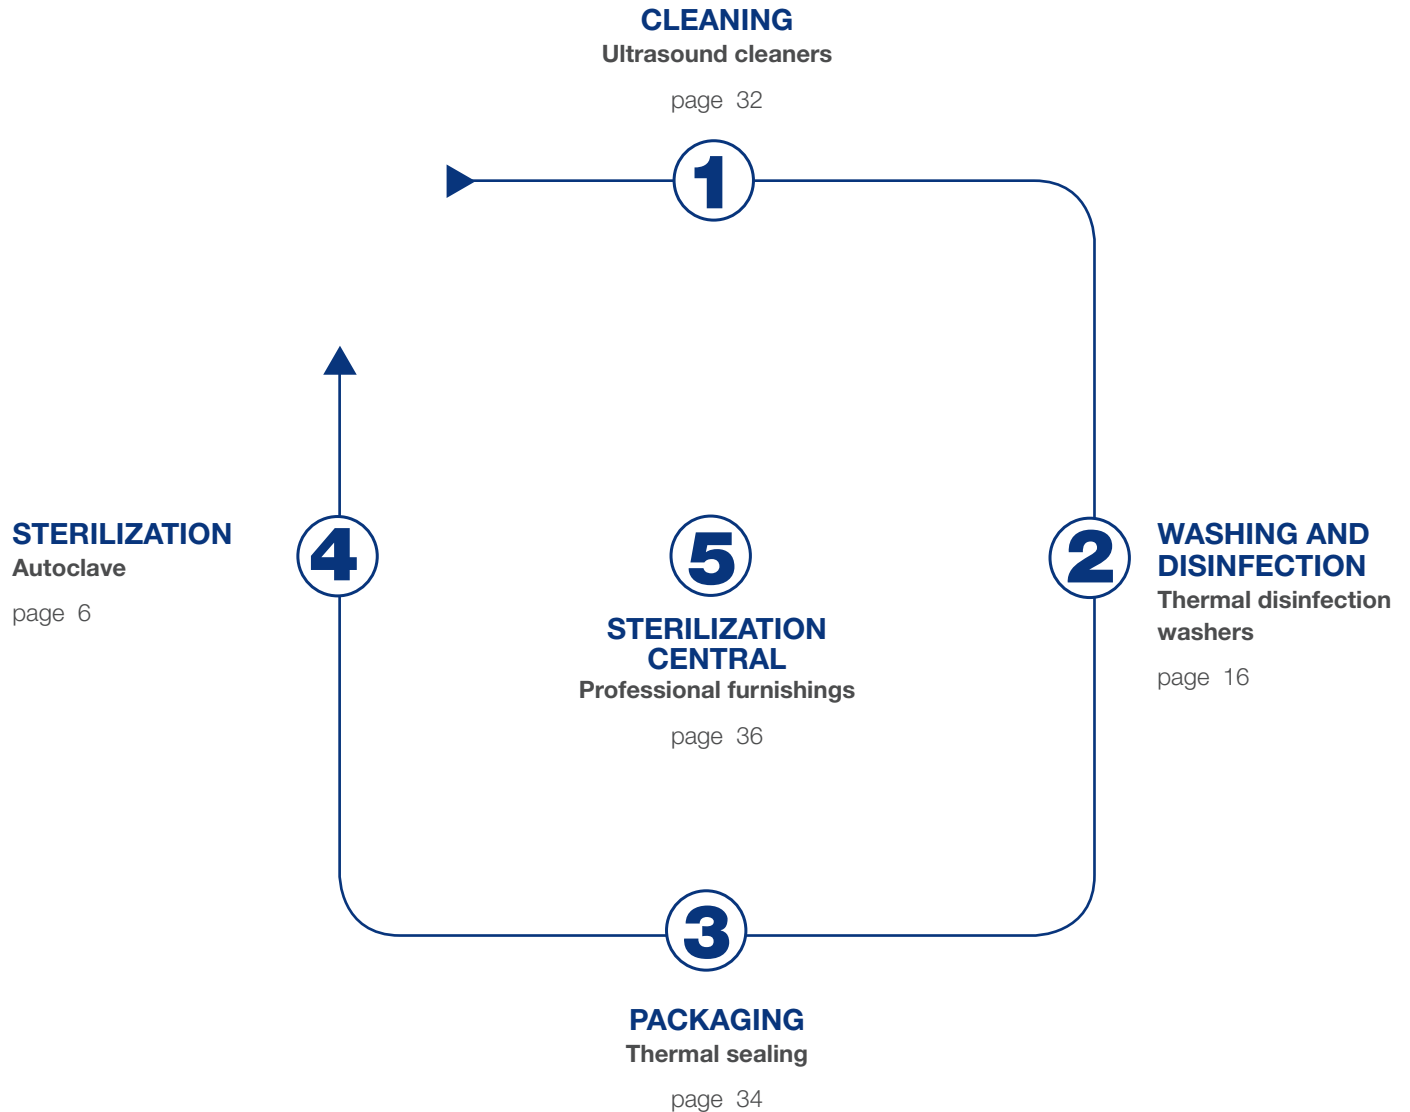 CLEANING
Ultrasound cleaners
page 32
1
4
STERILIZATION
Autoclave
page 6
5
STERILIZATION
CENTRAL
Professional furnishings
page 36
2
WASHING AND
DISINFECTION
Thermal disinfection
washers
page 16
3
PACKAGING
Thermal sealing
page 34